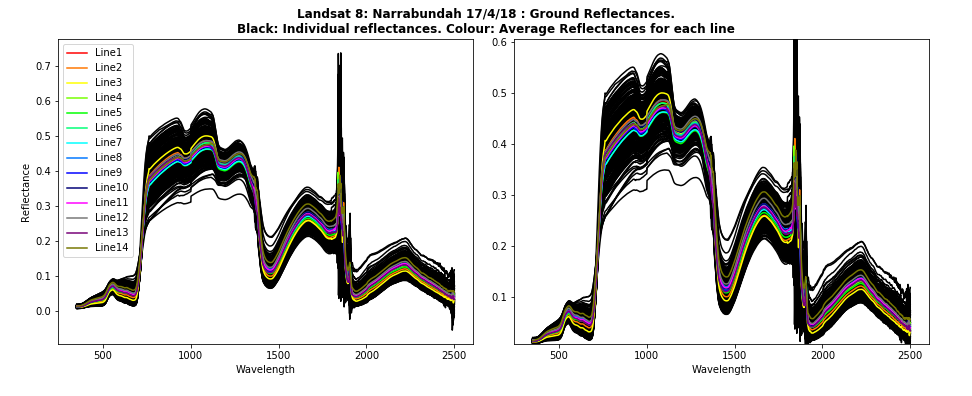 Landsat 8: Narrabundah 17/4/18 : Ground Reflectances.
Black: Individual reflectances. Colour: Average Reflectances for each line
Reflectance
0.7
0.6
0.5
0.4
0.3
0.2
0.1
0.0
Line1
Line2
Line3
Line4
Line5
Line6
Line7
Line8
Line9
Line10
Line11
Line12
Line13
Line14
500
1000
1500
2000
2500
Wavelength
0.6
0.5
0.4
0.3
0.2
0.1
500
1000
1500
2000
2500
Wavelength